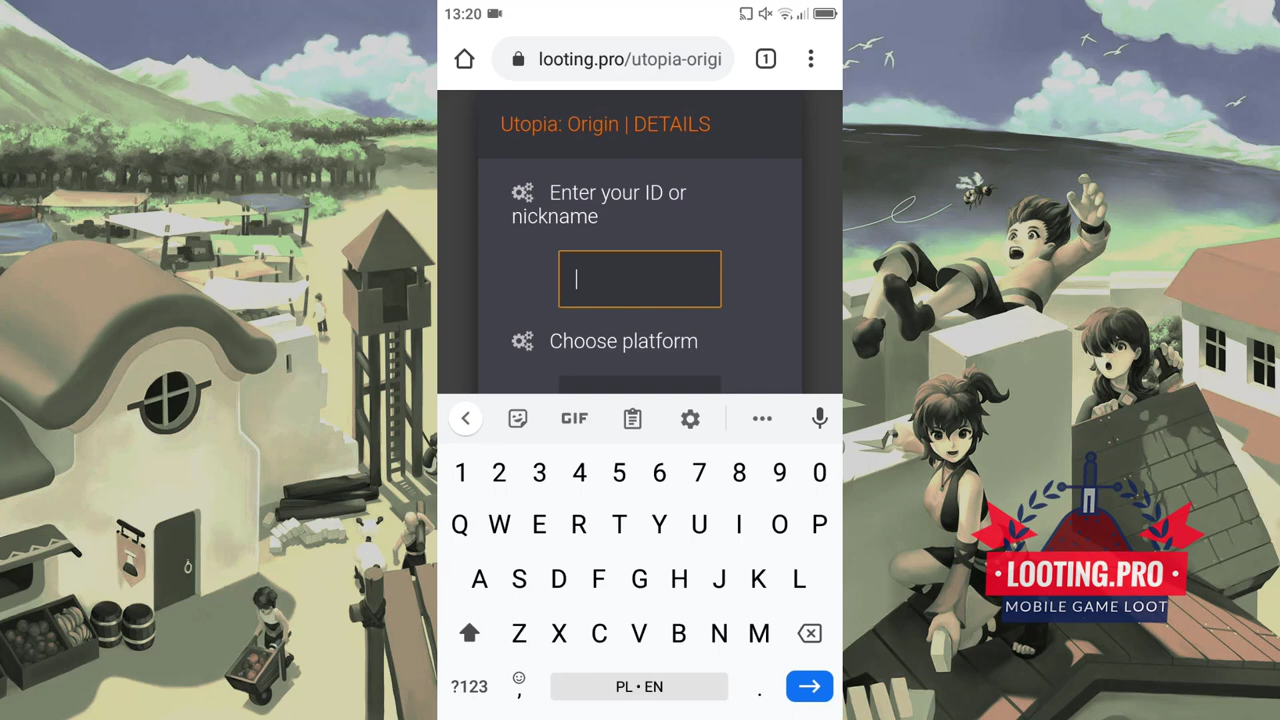 13:20
looting.pro/utopia-origi
1
Utopia: Origin | DETAILS
Enter your ID or
nickname
Choose platform
GIF
1 2 3 4 5 6 7 8 9 0
Q W E R T Y U I O P
A S D F G H J K L
Z X C V B N M
?123 , PL • EN .
• LOOTING.PRO •
MOBILE GAME LOOT